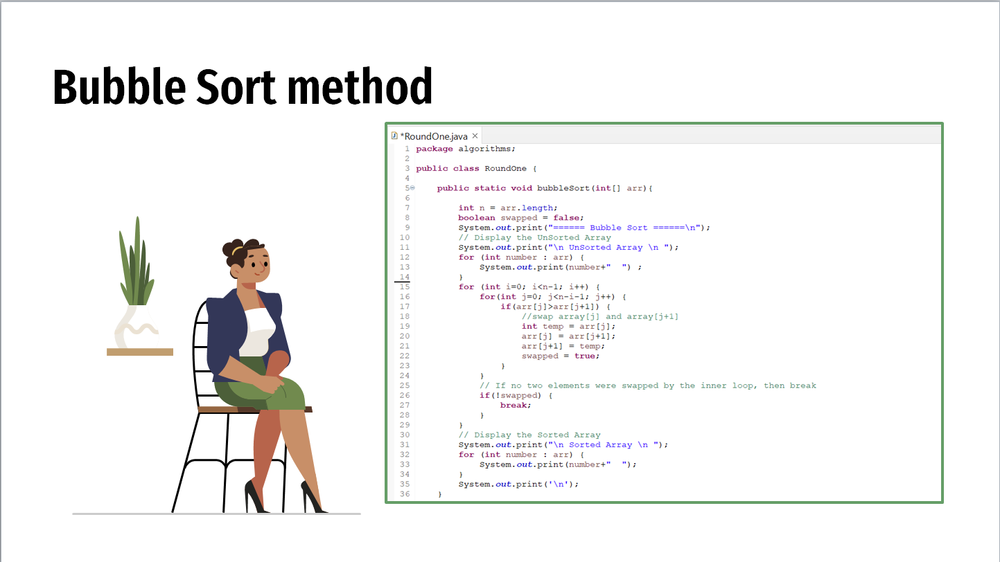 Bubble Sort method
*RoundOne.java
1 package algorithms;
2
3 public class RoundOne {
4
5 public static void bubbleSort(int[] arr){
6
7 int n = arr.length;
8 boolean swapped = false;
9 System.out.print("====== Bubble Sort ======\n");
10 // Display the UnSorted Array
11 System.out.print("\n UnSorted Array \n ");
12 for (int number : arr) {
13 System.out.print(number+"  ") ;
14 }
15 for (int i=0; i<n-1; i++) {
16 for(int j=0; j<n-i-1; j++) {
17 if(arr[j]>arr[j+1]) {
18 //swap array[j] and array[j+1]
19 int temp = arr[j];
20 arr[j] = arr[j+1];
21 arr[j+1] = temp;
22 swapped = true;
23 }
24 }
25 // If no two elements were swapped by the inner loop, then break
26 if(!swapped) {
27 break;
28 }
29 }
30 // Display the Sorted Array
31 System.out.print("\n Sorted Array \n ");
32 for (int number : arr) {
33 System.out.print(number+"  ");
34 }
35 System.out.print('\n');
36 }